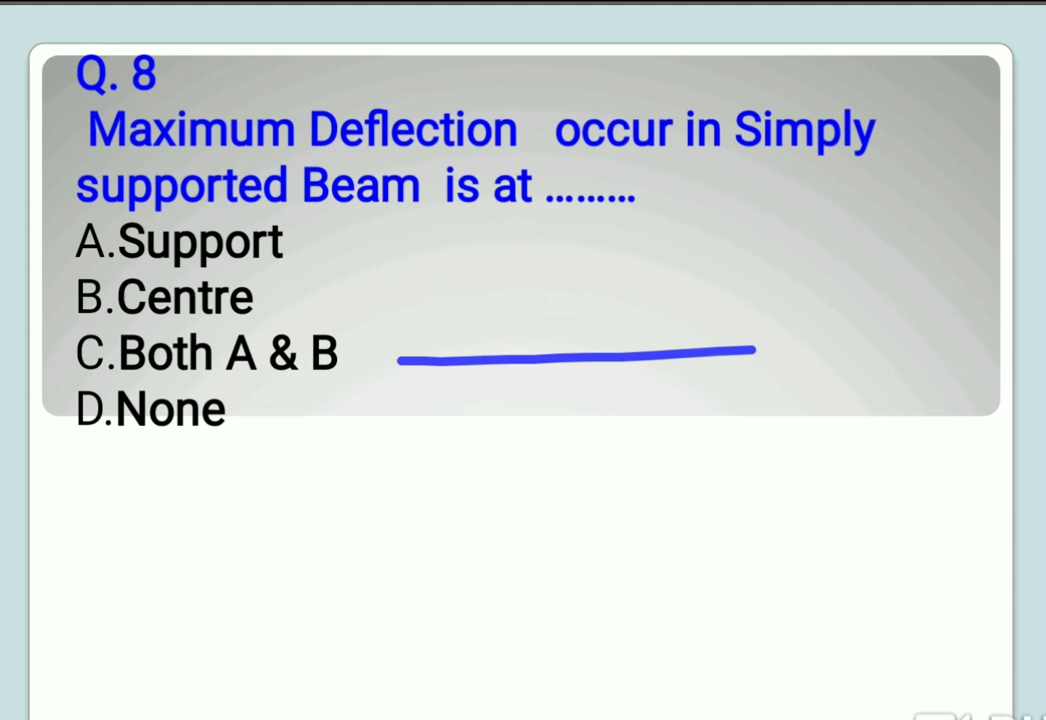 Q. 8
Maximum Deflection occur in Simply
supported Beam is at .........
A.Support
B.Centre
C.Both A & B
D.None